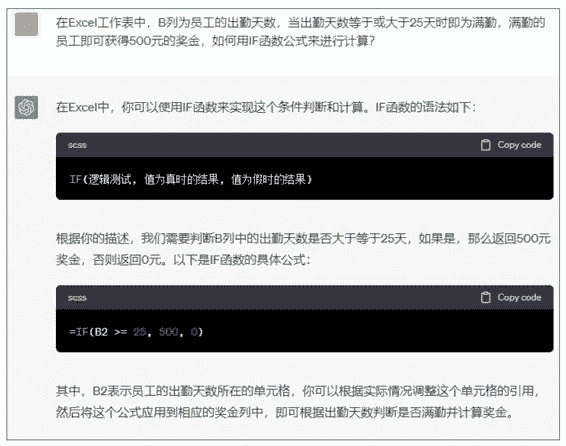 在Excel工作表中，B列为员工的出勤天数，当出勤天数等于或大于25天时即为满勤，满勤的
员工即可获得500元的奖金，如何用IF函数公式来进行计算？
在Excel中，你可以使用IF函数来实现这个条件判断和计算。IF函数的语法如下：
scss
Copy code
IF(逻辑测试, 值为真时的结果, 值为假时的结果)
根据你的描述，我们需要判断B列中的出勤天数是否大于等于25天，如果是，那么返回500元
奖金，否则返回0元。以下是IF函数的具体公式：
scss
Copy code
=IF(B2 >= 25, 500, 0)
其中，B2表示员工的出勤天数所在的单元格，你可以根据实际情况调整这个单元格的引用，
然后将这个公式应用到相应的奖金列中，即可根据出勤天数判断是否满勤并计算奖金。